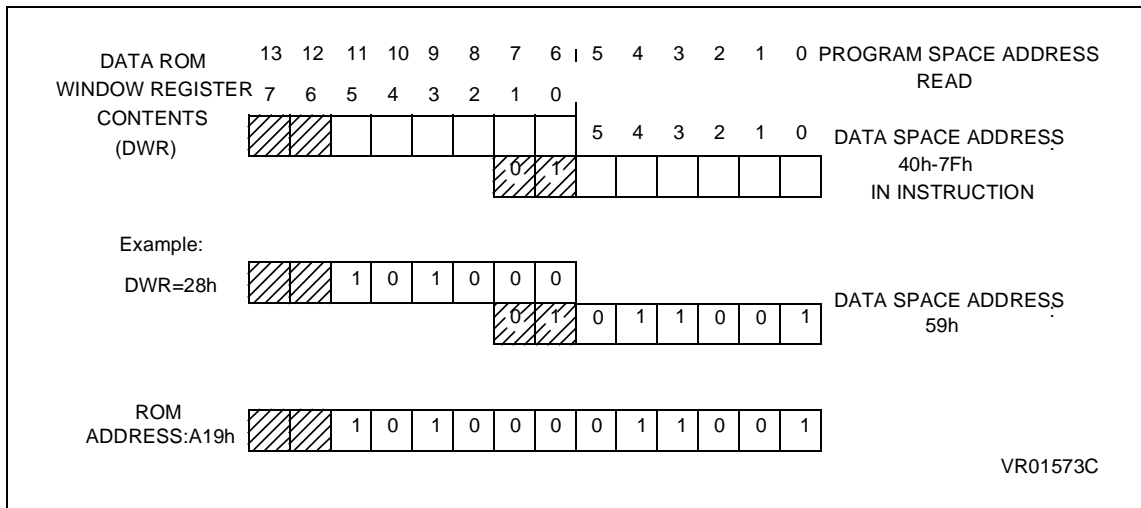 13 12 11 10 9 8 7 6 5 4 3 2 1 0 PROGRAM SPACE ADDRESS
READ
DATA ROM
WINDOW REGISTER 7 6 5 4 3 2 1 0
CONTENTS
(DWR)
5 4 3 2 1 0 DATA SPACE ADDRESS
:
0 1
40h-7Fh
IN INSTRUCTION
Example:
DWR=28h 1 0 1 0 0 0
0 1 0 1 1 0 0 1 DATA SPACE ADDRESS
:
59h
ROM
ADDRESS:A19h 1 0 1 0 0 0 0 1 1 0 0 1
VR01573C